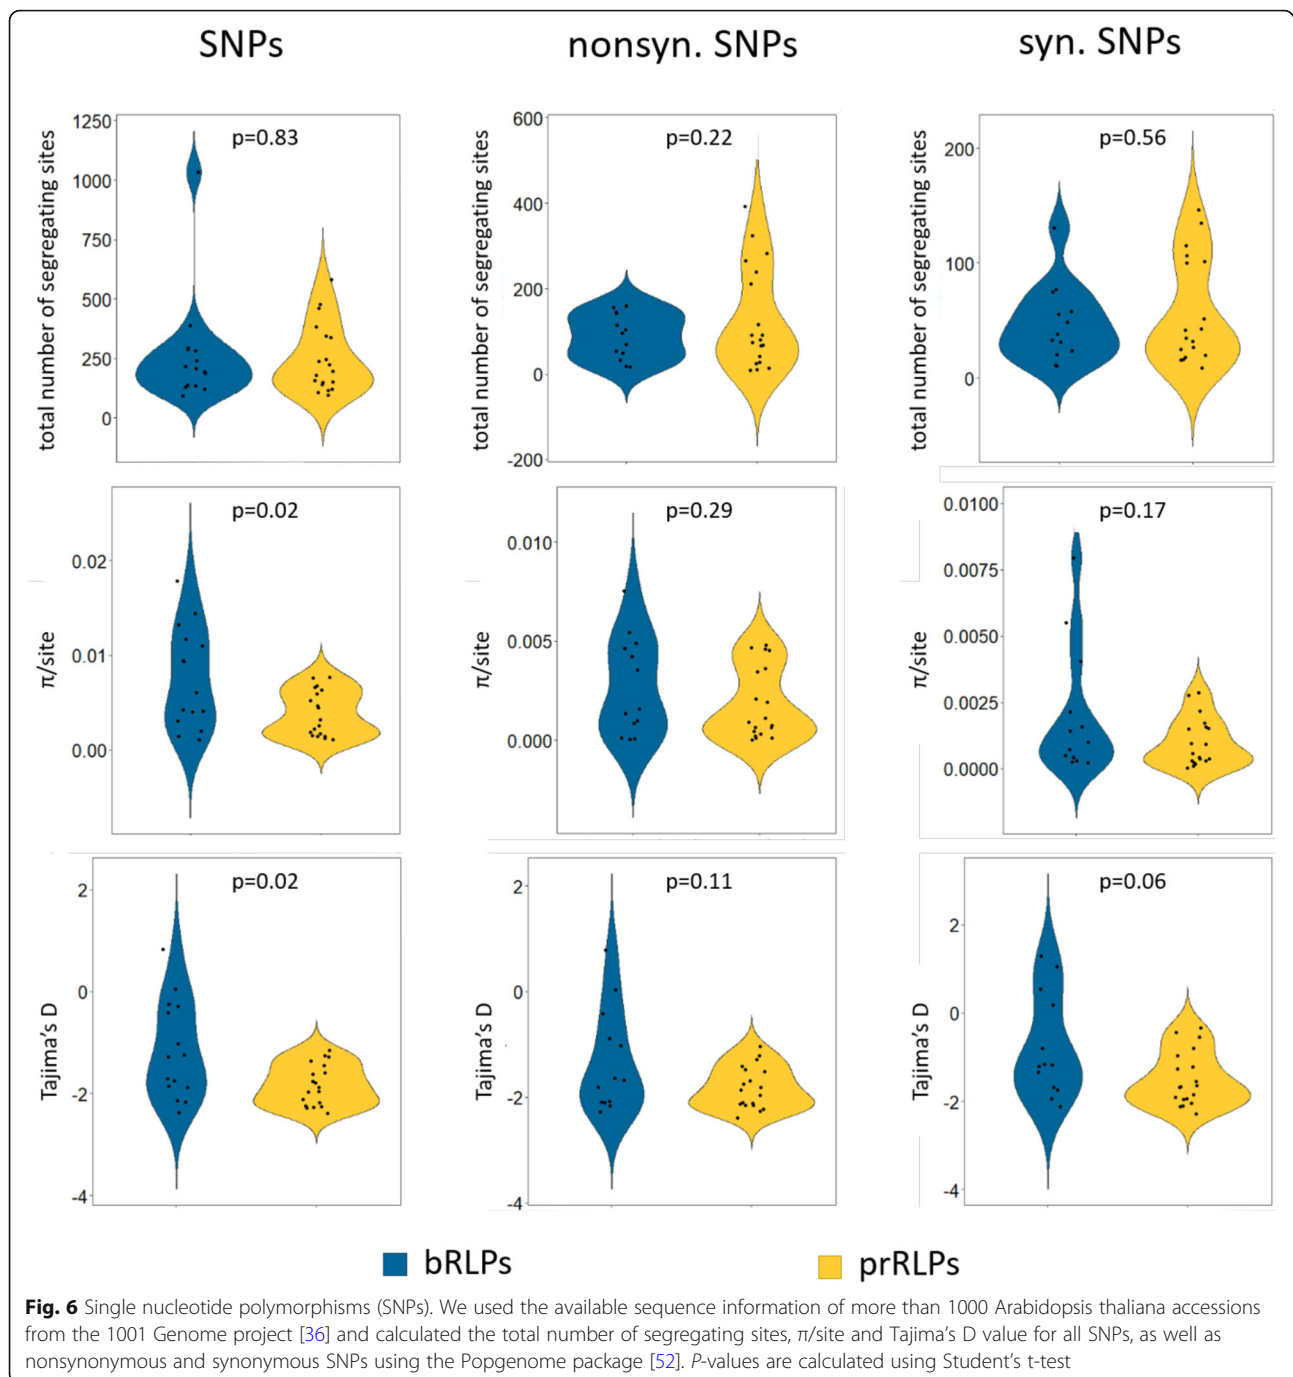 SNPs
nonsyn. SNPs
syn. SNPs
total number of segregating sites
1250
1000
750
500
250
0
p=0.83
total number of segregating sites
600
400
200
0
-200
p=0.22
total number of segregating sites
200
100
0
p=0.56
π/site
0.02
0.01
0.00
p=0.02
π/site
0.010
0.005
0.000
p=0.29
π/site
0.0100
0.0075
0.0050
0.0025
0.0000
p=0.17
Tajima's D
2
0
-2
-4
p=0.02
2
0
-2
-4
p=0.11
Tajima's D
2
0
-2
-4
p=0.06
bRLPs
prRLPs
Fig. 6 Single nucleotide polymorphisms (SNPs). We used the available sequence information of more than 1000 Arabidopsis thaliana accessions
from the 1001 Genome project [36] and calculated the total number of segregating sites, π/site and Tajima's D value for all SNPs, as well as
nonsynonymous and synonymous SNPs using the Popgenome package [52]. P-values are calculated using Student's t-test